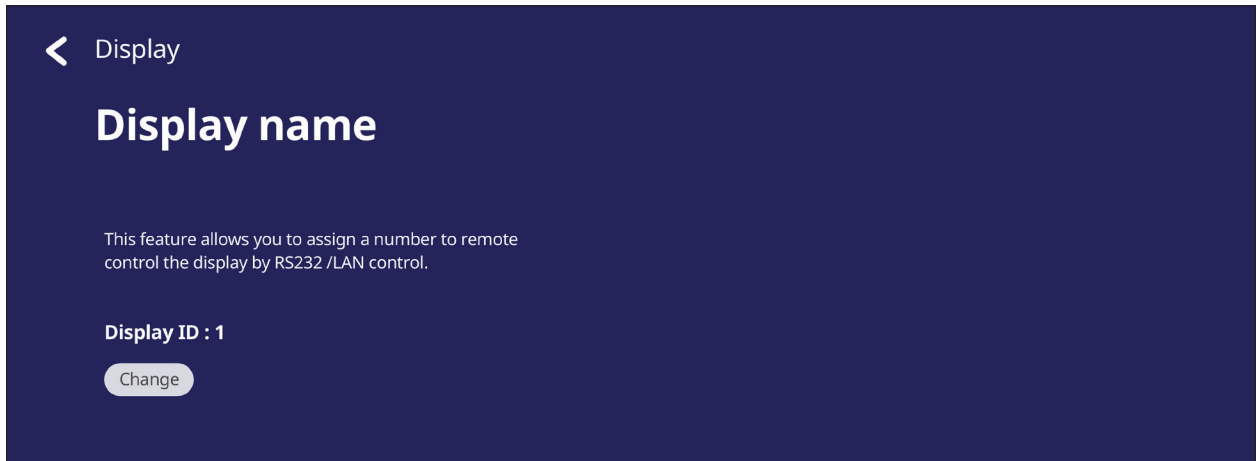 Display
Display name
This feature allows you to assign a number to remote
control the display by RS232 /LAN control.
Display ID : 1
Change